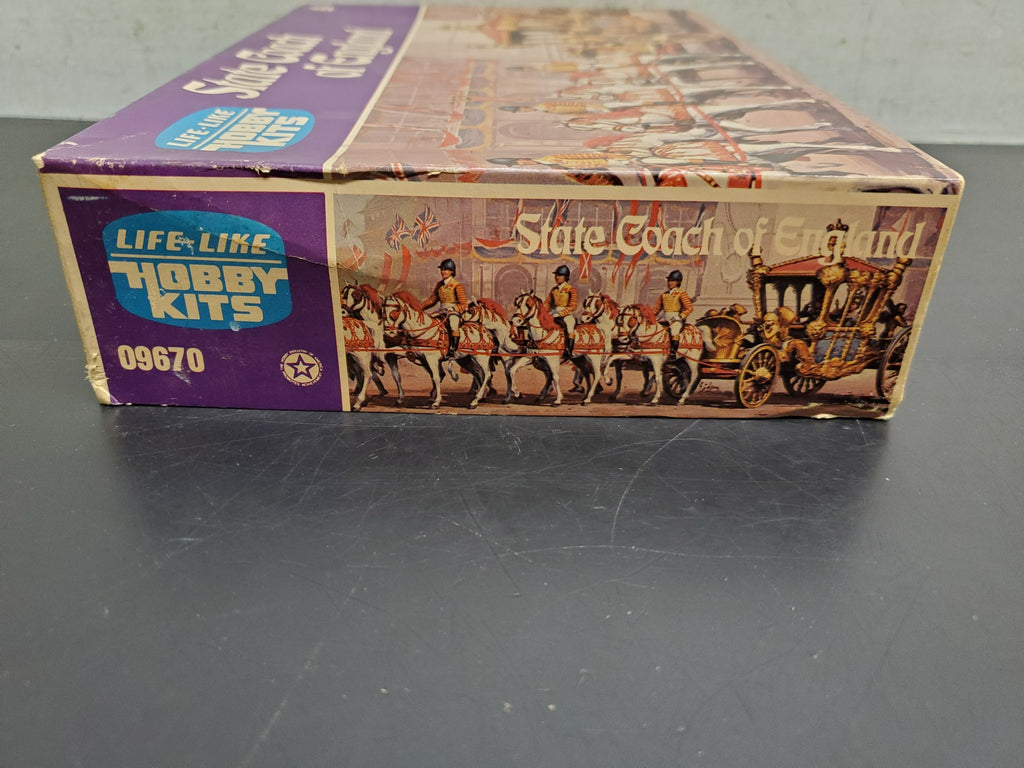 State Coach
of England
LIFE-LIKE
HOBBY
KITS
LIFE-LIKE
HOBBY
KITS
09670
State Coach of England